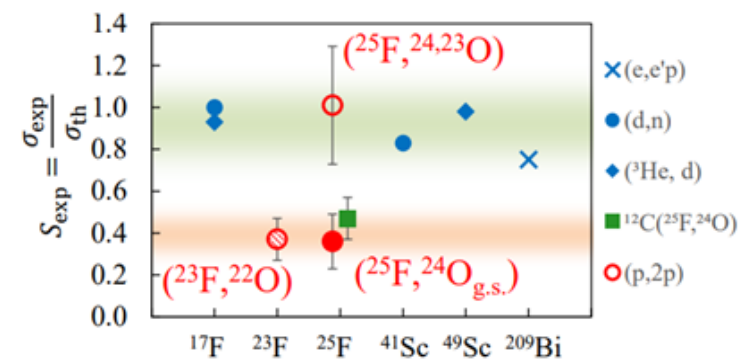 S_exp = σ_exp / σ_th
1.4
1.2
1.0
0.8
0.6
0.4
0.2
0.0
(²⁵F,²⁴,²³O)
(²³F,²²O)
(²⁵F,²⁴O_g.s.)
¹⁷F ²³F ²⁵F ⁴¹Sc ⁴⁹Sc ²⁰⁹Bi
(e,e'p)
(d,n)
(³He, d)
¹²C(²⁵F,²⁴O)
(p,2p)